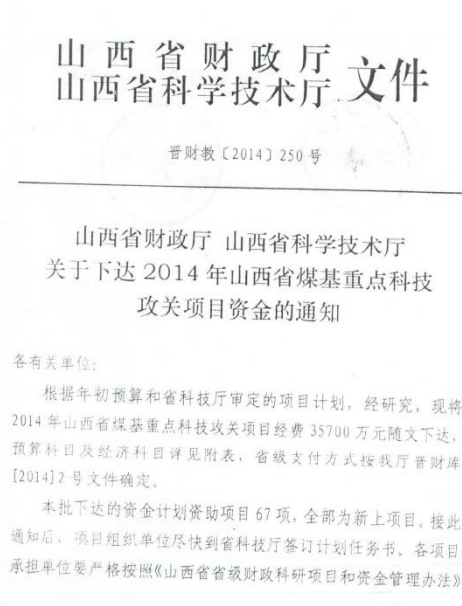 山西省财政厅
山西省科学技术厅 文件
晋财教〔2014〕250号
山西省财政厅 山西省科学技术厅
关于下达2014年山西省煤基重点科技
攻关项目资金的通知
各有关单位:
根据年初预算和省科技厅审定的项目计划，经研究，现将
2014年山西省煤基重点科技攻关项目经费35700万元随文下达，
预算科目及经济科目详见附表，省级支付方式按我厅晋财库
[2014]2号文件确定。
本批下达的资金计划资助项目67项，全部为新上项目。接此
通知后，项目组织单位尽快到省科技厅签订计划任务书。各项目
承担单位要严格按照《山西省省级财政科研项目和资金管理办法》